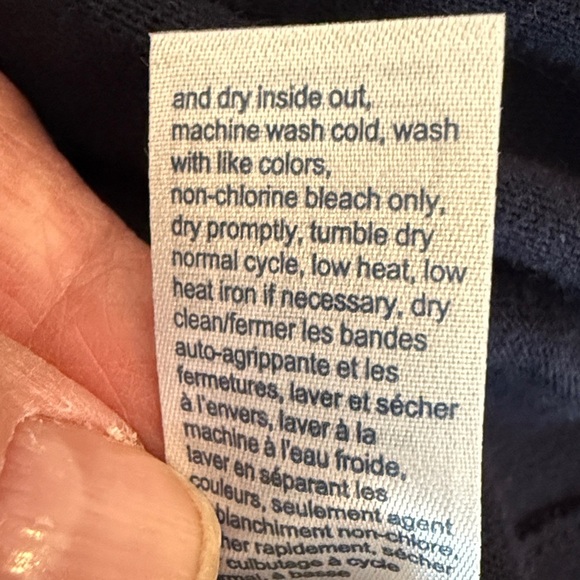 and dry inside out,
machine wash cold, wash
with like colors,
non-chlorine bleach only,
dry promptly, tumble dry
normal cycle, low heat, low
heat iron if necessary, dry
clean/fermer les bandes
auto-agrippante et les
fermetures, laver et sécher
à l'envers, laver à la
machine à l'eau froide,
laver en séparant les
couleurs, seulement agent
blanchiment non-chlore,
rapidement, sécher
culbutage à cycle
à basse